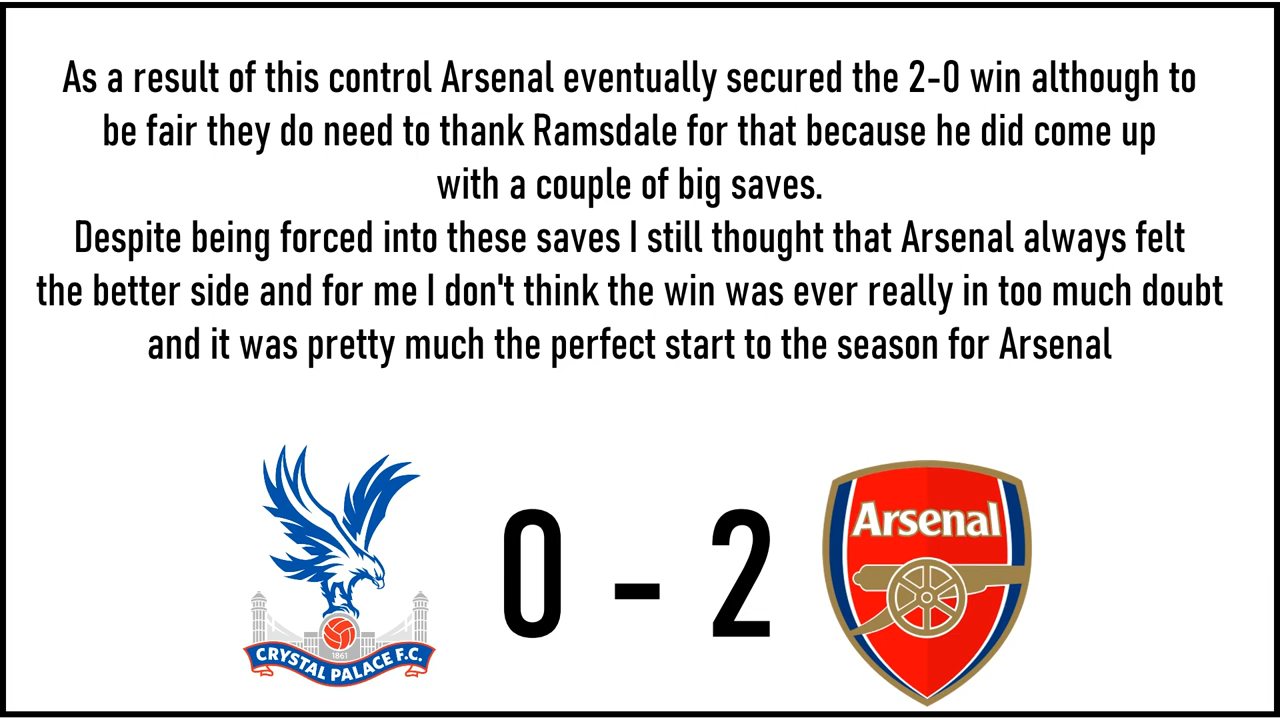 As a result of this control Arsenal eventually secured the 2-0 win although to
be fair they do need to thank Ramsdale for that because he did come up
with a couple of big saves.
Despite being forced into these saves I still thought that Arsenal always felt
the better side and for me I don't think the win was ever really in too much doubt
and it was pretty much the perfect start to the season for Arsenal
0 - 2
Arsenal
1861
CRYSTAL PALACE F.C.